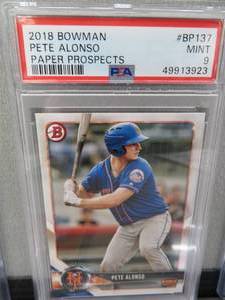 2018 BOWMAN #BP137
PETE ALONSO MINT
PAPER PROSPECTS PSA 9
49913923
B
PETE ALONSO